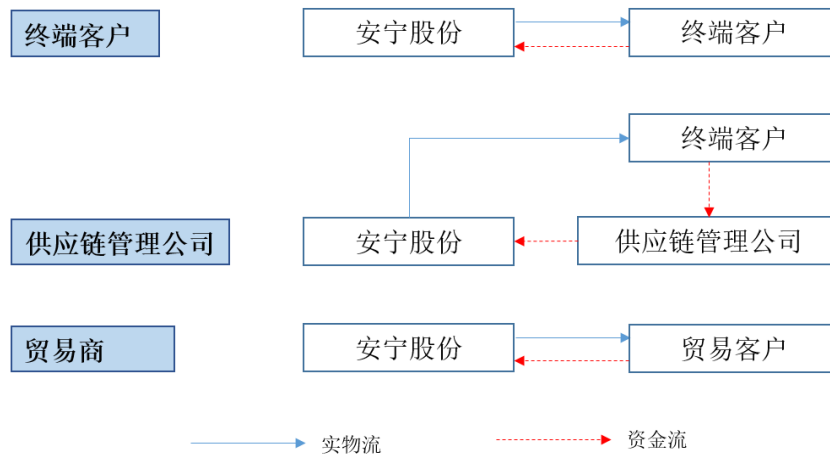 终端客户 安宁股份 终端客户
终端客户
供应链管理公司 安宁股份 供应链管理公司
贸易商 安宁股份 贸易客户
实物流 资金流